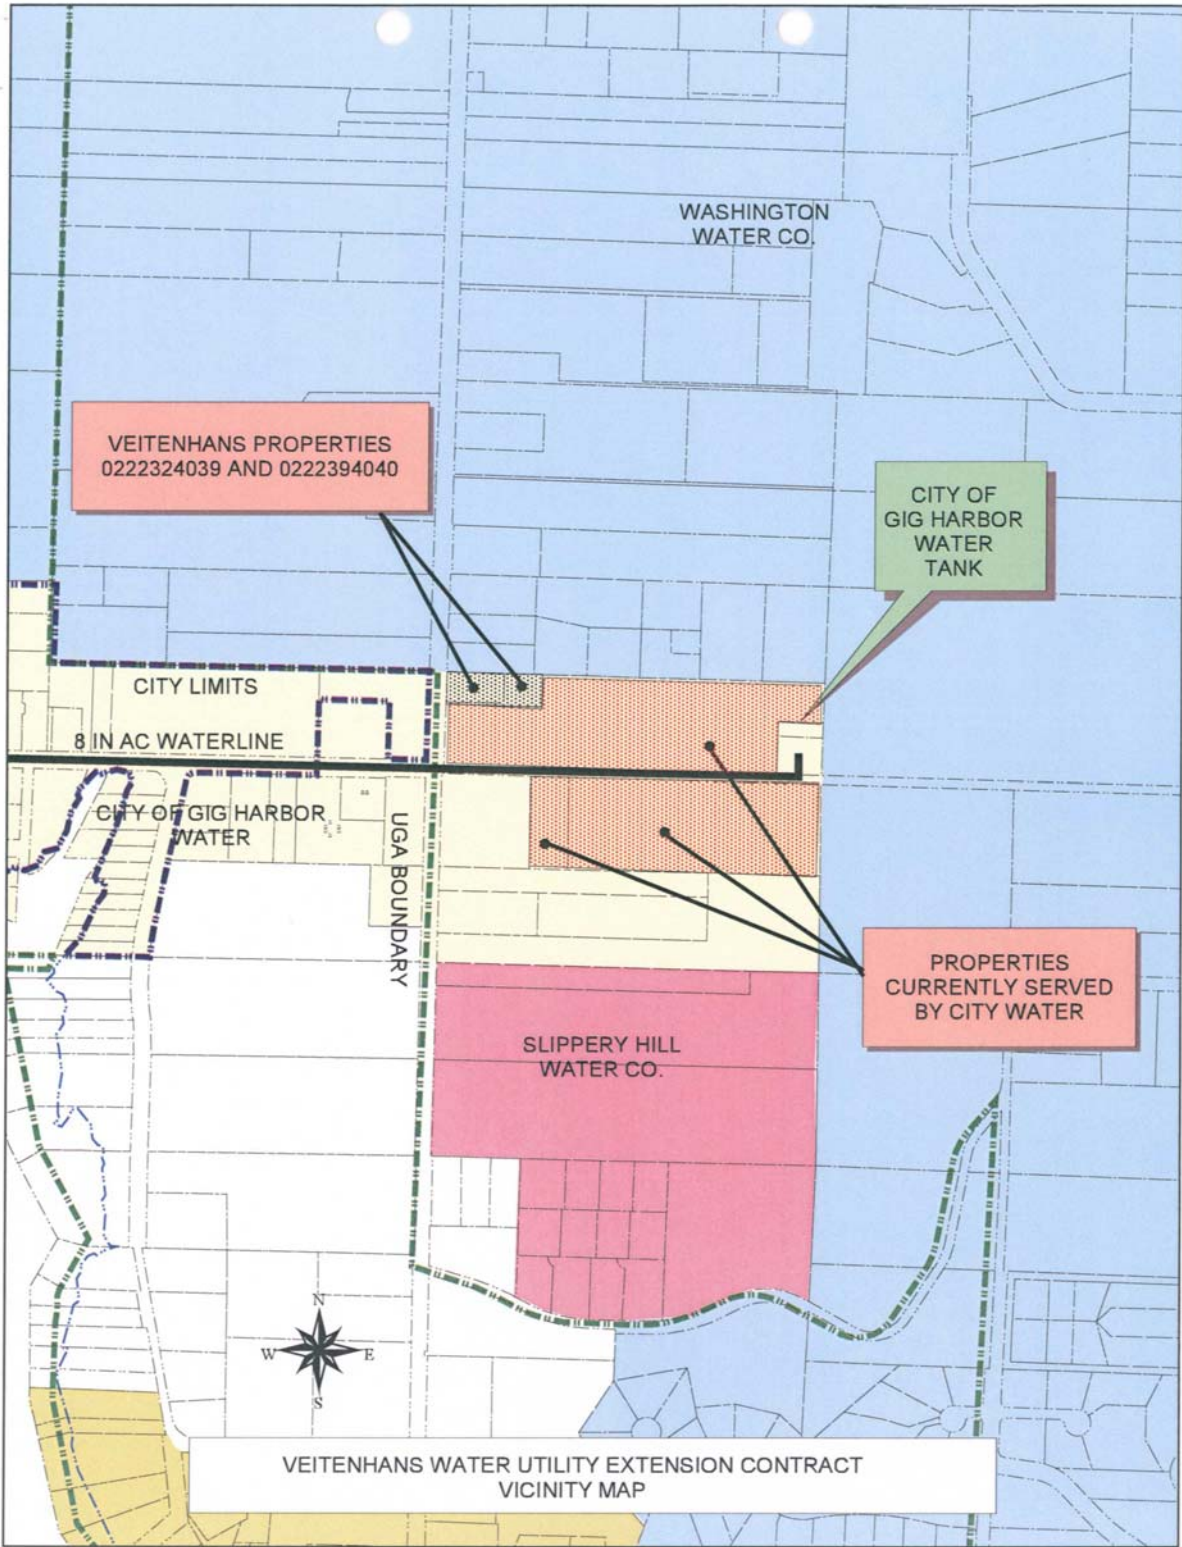 WASHINGTON
WATER CO.
VEITENHANS PROPERTIES
0222324039 AND 0222394040
CITY OF
GIG HARBOR
WATER
TANK
CITY LIMITS
8 IN AC WATERLINE
CITY OF GIG HARBOR
WATER
UGA BOUNDARY
PROPERTIES
CURRENTLY SERVED
BY CITY WATER
SLIPPERY HILL
WATER CO.
N
W
E
S
VEITENHANS WATER UTILITY EXTENSION CONTRACT
VICINITY MAP